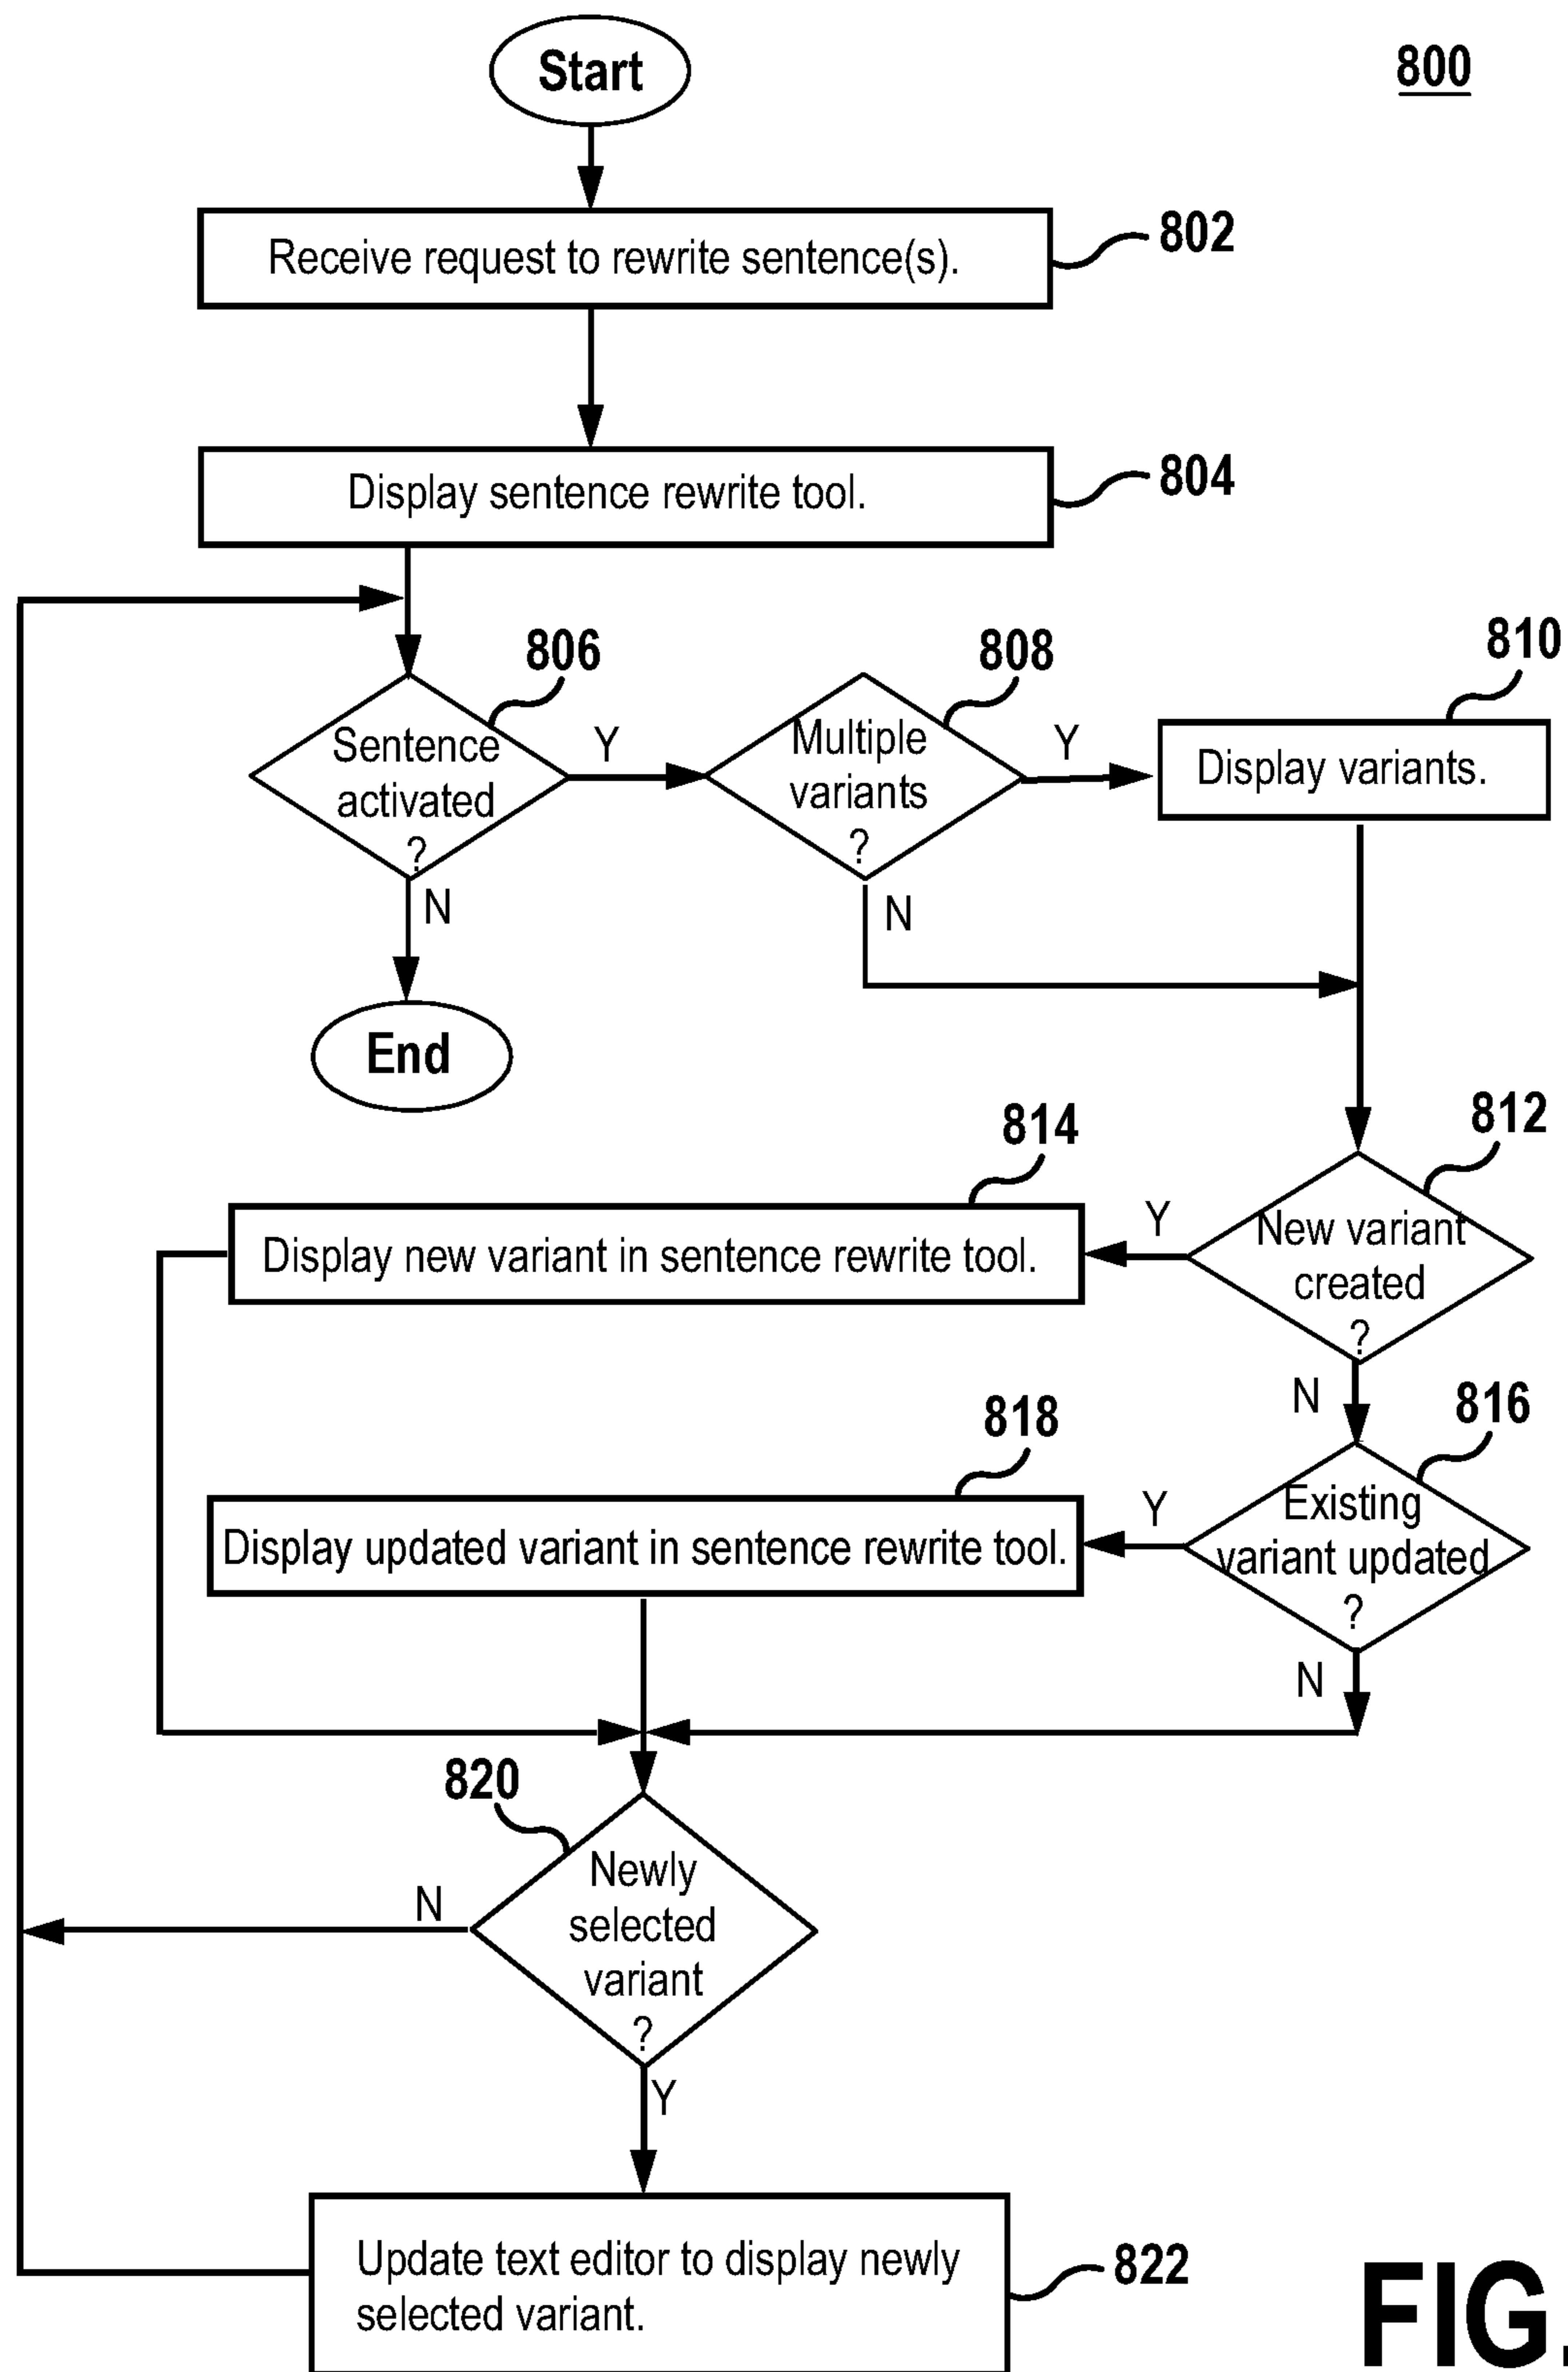 Start
800
Receive request to rewrite sentence(s).
802
Display sentence rewrite tool.
804
806
808
810
Sentence
activated
?
Y
N
Multiple
variants
?
Y
N
Display variants.
End
812
814
New variant
created
?
Y
N
Display new variant in sentence rewrite tool.
816
818
Existing
variant updated
?
Y
N
Display updated variant in sentence rewrite tool.
820
Newly
selected
variant
?
N
Y
Update text editor to display newly
selected variant.
822
FIG.